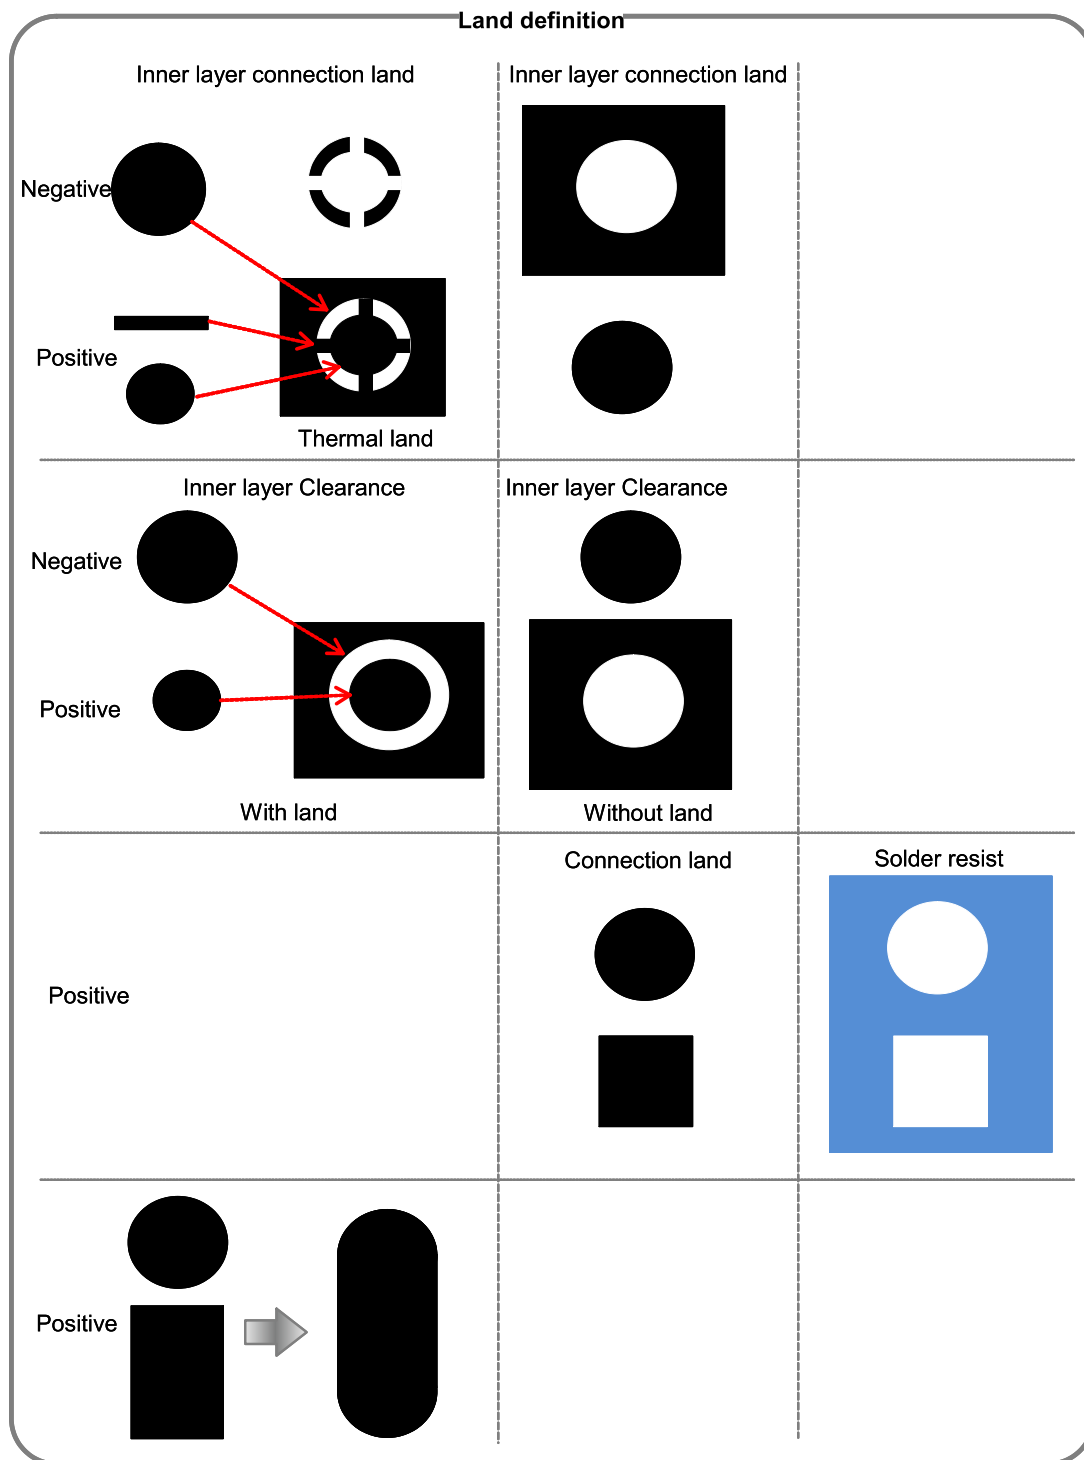 Land definition
Inner layer connection land
Inner layer connection land
Negative
Positive
Thermal land
Inner layer Clearance
Inner layer Clearance
Negative
Positive
With land
Without land
Connection land
Solder resist
Positive
Positive